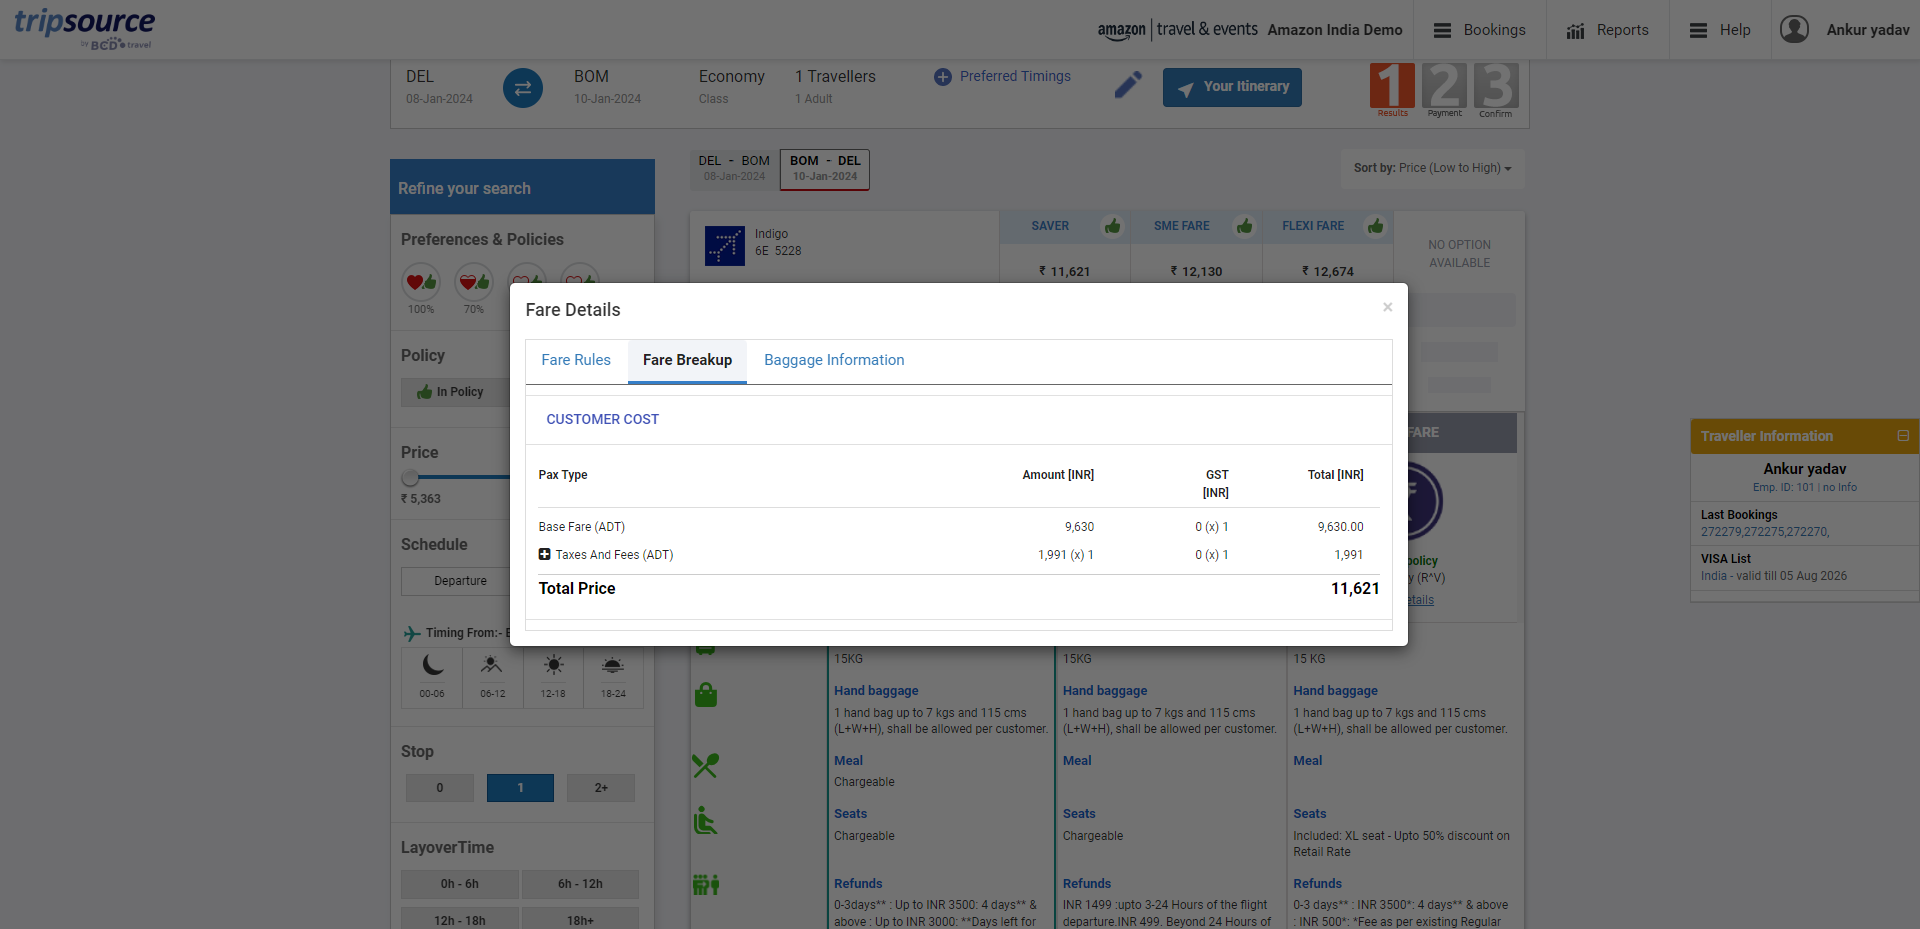 tripsource
by BCD travel
amazon | travel & events Amazon India Demo
Bookings
Reports
Help
Ankur yadav
DEL
08-Jan-2024
BOM
10-Jan-2024
Economy
Class
1 Travellers
1 Adult
Preferred Timings
Your Itinerary
1 2 3
Results Payment Confirm
DEL - BOM
08-Jan-2024
BOM - DEL
10-Jan-2024
Sort by: Price (Low to High)
Refine your search
Preferences & Policies
100%
70%
Policy
In Policy
Price
₹ 5,363
Schedule
Departure
Timing From:-
00-06
06-12
12-18
18-24
Stop
0
1
2+
LayoverTime
0h - 6h
6h - 12h
12h - 18h
18h+
Indigo
6E 5228
SAVER
SME FARE
FLEXI FARE
₹ 11,621
₹ 12,130
₹ 12,674
NO OPTION
AVAILABLE
Fare Details
×
Fare Rules
Fare Breakup
Baggage Information
CUSTOMER COST
Pax Type
Amount [INR]
GST
[INR]
Total [INR]
Base Fare (ADT)
9,630
0 (x) 1
9,630.00
Taxes And Fees (ADT)
1,991 (x) 1
0 (x) 1
1,991
Total Price
11,621
FARE
policy
y (R^V)
etails
15KG
15KG
15 KG
Hand baggage
1 hand bag up to 7 kgs and 115 cms
(L+W+H), shall be allowed per customer.
Hand baggage
1 hand bag up to 7 kgs and 115 cms
(L+W+H), shall be allowed per customer.
Hand baggage
1 hand bag up to 7 kgs and 115 cms
(L+W+H), shall be allowed per customer.
Meal
Chargeable
Meal
Meal
Seats
Chargeable
Seats
Chargeable
Seats
Included: XL seat - Upto 50% discount on
Retail Rate
Refunds
0-3days** : Up to INR 3500: 4 days** &
above : Up to INR 3000: **Days left for
Refunds
INR 1499 :upto 3-24 Hours of the flight
departure.INR 499. Beyond 24 Hours of
Refunds
0-3 days** : INR 3500*: 4 days** & above
: INR 500*: *Fee as per existing Regular
Traveller Information
Ankur yadav
Emp. ID: 101 | no Info
Last Bookings
272279,272275,272270,
VISA List
India - valid till 05 Aug 2026